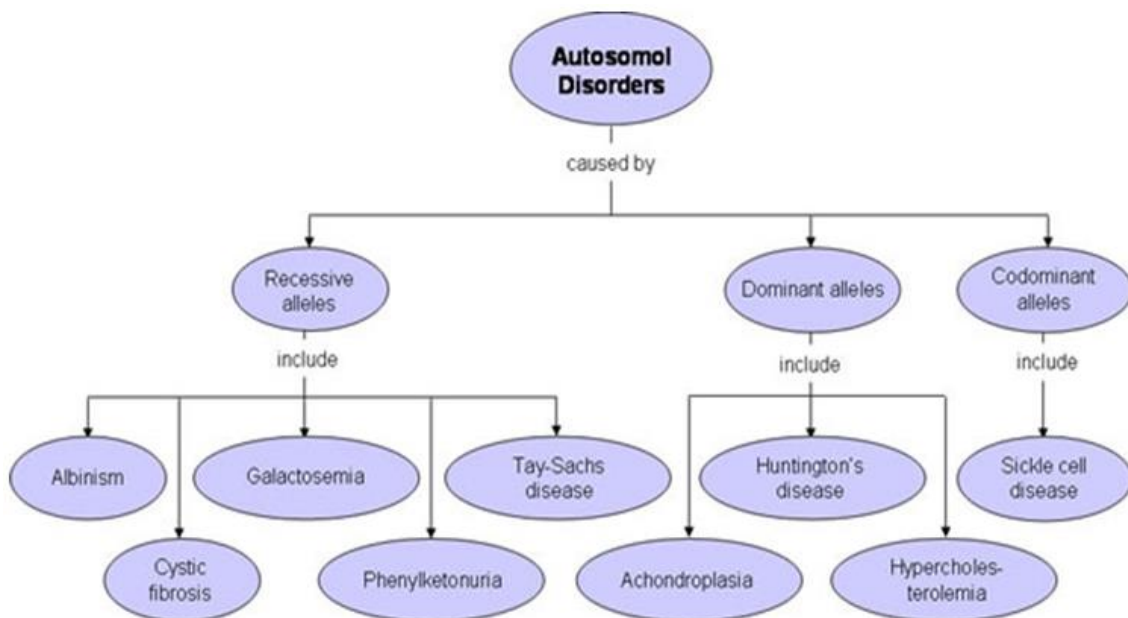 Autosomol
Disorders
caused by
Recessive
alleles
Dominant alleles
Codominant
alleles
include
include
include
Albinism
Galactosemia
Tay-Sachs
disease
Huntington's
disease
Sickle cell
disease
Cystic
fibrosis
Phenylketonuria
Achondroplasia
Hypercholes-
terolemia